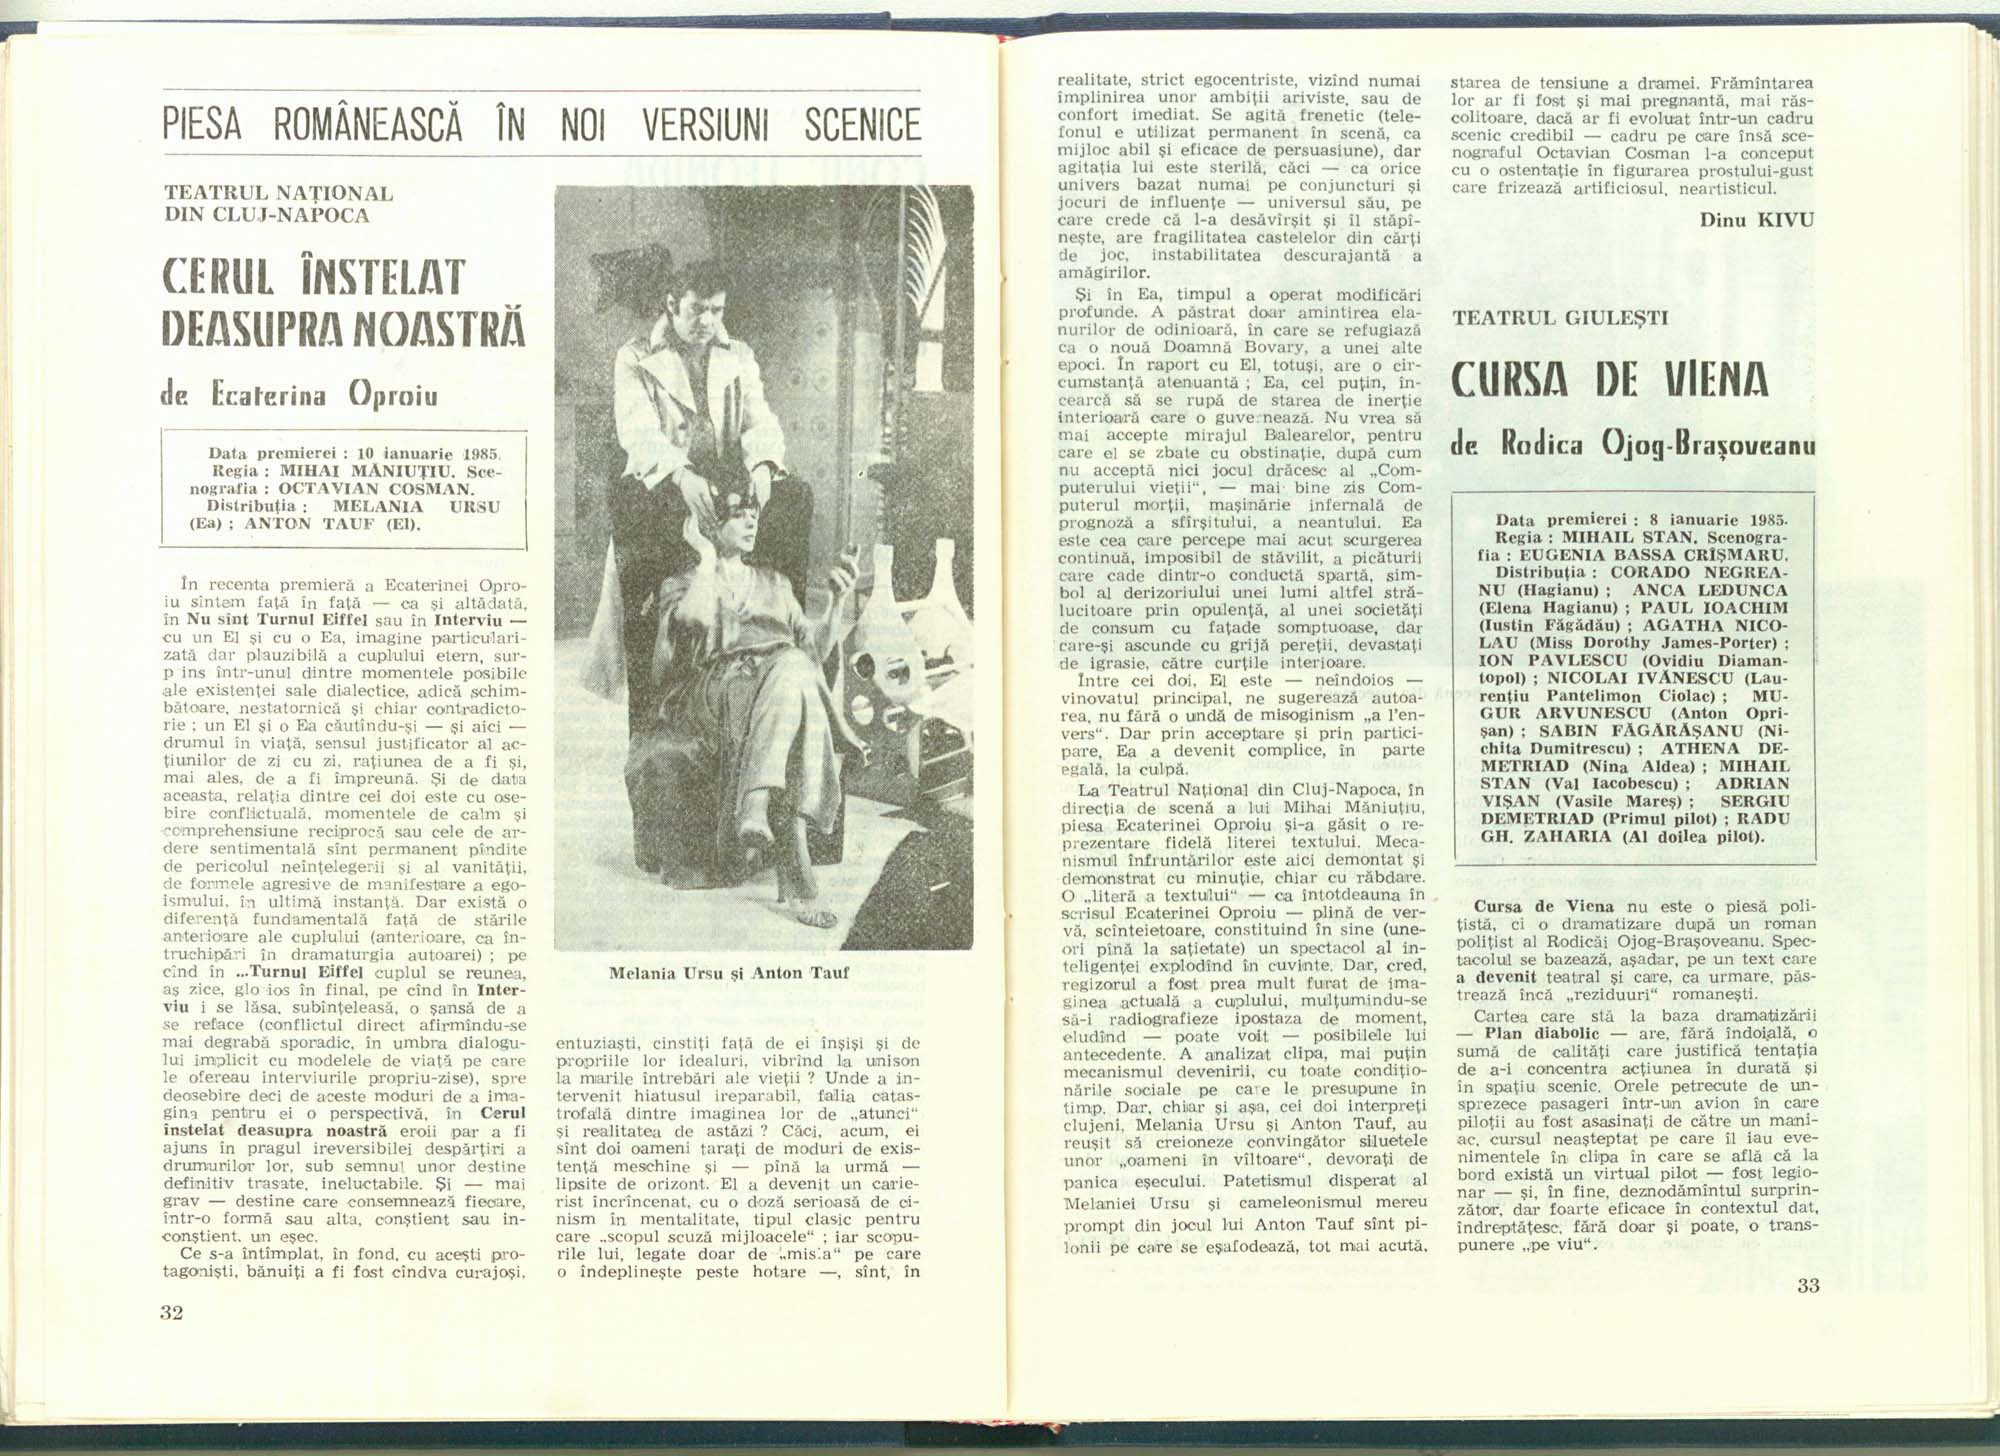 PIESA ROMÂNEASCĂ ÎN NOI VERSIUNI SCENICE
TEATRUL NAȚIONAL
DIN CLUJ-NAPOCA
CERUL ÎNSTELAT
DEASUPRA NOASTRĂ
de Ecaterina Oproiu
Data premierei : 10 ianuarie 1985.
Regia : MIHAI MĂNIUȚIU. Sce-
nografia : OCTAVIAN COSMAN.
Distribuția : MELANIA URSU
(Ea) ; ANTON TAUF (El).
În recenta premieră a Ecaterinei Opro-
iu sîntem față în față — ca și altădată,
în Nu sînt Turnul Eiffel sau în Interviu —
cu un El și cu o Ea, imagine particulari-
zată dar plauzibilă a cuplului etern, sur-
p ins într-unul dintre momentele posibile
ale existenței sale dialectice, adică schim-
bătoare, nestatornică și chiar contradicto-
rie ; un El și o Ea căutîndu-și — și aici —
drumul în viață, sensul justificator al ac-
țiunilor de zi cu zi, rațiunea de a fi și,
mai ales, de a fi împreună. Și de data
aceasta, relația dintre cei doi este cu ose-
bire conflictuală, momentele de calm și
comprehensiune reciprocă sau cele de ar-
dere sentimentală sînt permanent pîndite
de pericolul neînțelegerii și al vanității,
de formele agresive de manifestare a ego-
ismului, în ultimă instanță. Dar există o
diferență fundamentală față de stările
anterioare ale cuplului (anterioare, ca în-
truchipări în dramaturgia autoarei) ; pe
cînd în ...Turnul Eiffel cuplul se reunea,
aș zice, glo ios în final, pe cînd în Inter-
viu i se lăsa, subînțeleasă, o șansă de a
se reface (conflictul direct afirmîndu-se
mai degrabă sporadic, în umbra dialogu-
lui implicit cu modelele de viață pe care
le ofereau interviurile propriu-zise), spre
deosebire deci de aceste moduri de a ima-
gina pentru ei o perspectivă, în Cerul
înstelat deasupra noastră eroii par a fi
ajuns în pragul ireversibilei despărțiri a
drumurilor lor, sub semnul unor destine
definitiv trasate, ineluctabile. Și — mai
grav — destine care consemnează fiecare,
într-o formă sau alta, conștient sau in-
conștient, un eșec.
Ce s-a întîmplat, în fond, cu acești pro-
tagoniști, bănuiți a fi fost cîndva curajoși,
32
Melania Ursu și Anton Tauf
entuziaști, cinstiți față de ei înșiși și de
propriile lor idealuri, vibrînd la unison
la marile întrebări ale vieții ? Unde a in-
tervenit hiatusul ireparabil, falia catas-
trofală dintre imaginea lor de „atunci“
și realitatea de astăzi ? Căci, acum, ei
sînt doi oameni tarați de moduri de exis-
tență meschine și — pînă la urmă —
lipsite de orizont. El a devenit un carie-
rist încrîncenat, cu o doză serioasă de ci-
nism în mentalitate, tipul clasic pentru
care „scopul scuză mijloacele“ ; iar scopu-
rile lui, legate doar de „misia“ pe care
o îndeplinește peste hotare —, sînt, în
realitate, strict egocentriste, vizînd numai
împlinirea unor ambiții ariviste, sau de
confort imediat. Se agită frenetic (tele-
fonul e utilizat permanent în scenă, ca
mijloc abil și eficace de persuasiune), dar
agitația lui este sterilă, căci — ca orice
univers bazat numai pe conjuncturi și
jocuri de influențe — universul său, pe
care crede că l-a desăvîrșit și îl stăpî-
nește, are fragilitatea castelelor din cărți
de joc, instabilitatea descurajantă a
amăgirilor.
Și în Ea, timpul a operat modificări
profunde. A păstrat doar amintirea ela-
nurilor de odinioară, în care se refugiază
ca o nouă Doamnă Bovary, a unei alte
epoci. În raport cu El, totuși, are o cir-
cumstanță atenuantă ; Ea, cel puțin, în-
cearcă să se rupă de starea de inerție
interioară care o guvernează. Nu vrea să
mai accepte mirajul Balearelor, pentru
care el se zbate cu obstinație, după cum
nu acceptă nici jocul drăcesc al „Com-
puterului vieții“, — mai bine zis Com-
puterul morții, mașinărie infernală de
prognoză a sfîrșitului, a neantului. Ea
este cea care percepe mai acut scurgerea
continuă, imposibil de stăvilit, a picăturii
care cade dintr-o conductă spartă, sim-
bol al derizoriului unei lumi altfel stră-
lucitoare prin opulență, al unei societăți
de consum cu fațade somptuoase, dar
care-și ascunde cu grijă pereții, devastați
de igrasie, către curțile interioare.
Între cei doi, El este — neîndoios —
vinovatul principal, ne sugerează autoa-
rea, nu fără o undă de misoginism „a l'en-
vers“. Dar prin acceptare și prin partici-
pare, Ea a devenit complice, în parte
egală, la culpă.
La Teatrul Național din Cluj-Napoca, în
direcția de scenă a lui Mihai Măniuțiu,
piesa Ecaterinei Oproiu și-a găsit o re-
prezentare fidelă literei textului. Meca-
nismul înfruntărilor este aici demontat și
demonstrat cu minuție, chiar cu răbdare.
O „literă a textului“ — ca întotdeauna în
scrisul Ecaterinei Oproiu — plină de ver-
vă, scînteietoare, constituind în sine (une-
ori pînă la sațietate) un spectacol al in-
teligenței explodînd în cuvinte. Dar, cred,
regizorul a fost prea mult furat de ima-
ginea actuală a cuplului, mulțumindu-se
să-i radiografieze ipostaza de moment,
eludînd — poate voit — posibilele lui
antecedente. A analizat clipa, mai puțin
mecanismul devenirii, cu toate condițio-
nările sociale pe care le presupune în
timp. Dar, chiar și așa, cei doi interpreți
clujeni, Melania Ursu și Anton Tauf, au
reușit să creioneze convingător siluetele
unor „oameni în vîltoare“, devorați de
panica eșecului. Patetismul disperat al
Melaniei Ursu și cameleonismul mereu
prompt din jocul lui Anton Tauf sînt pi-
lonii pe care se eșafodează, tot mai acută,
starea de tensiune a dramei. Frămîntarea
lor ar fi fost și mai pregnantă, mai răs-
colitoare, dacă ar fi evoluat într-un cadru
scenic credibil — cadru pe care însă sce-
nograful Octavian Cosman l-a conceput
cu o ostentație în figurarea prostului-gust
care frizează artificiosul, neartisticul.
Dinu KIVU
TEATRUL GIULEȘTI
CURSA DE VIENA
de Rodica Ojog-Brașoveanu
Data premierei : 8 ianuarie 1985.
Regia : MIHAIL STAN. Scenogra-
fia : EUGENIA BASSA CRÎȘMARU.
Distribuția : CORADO NEGREA-
NU (Hagianu) ; ANCA LEDUNCA
(Elena Hagianu) ; PAUL IOACHIM
(Iustin Făgădău) ; AGATHA NICO-
LAU (Miss Dorothy James-Porter) ;
ION PAVLESCU (Ovidiu Diaman-
topol) ; NICOLAI IVĂNESCU (Lau-
rențiu Pantelimon Ciolac) ; MU-
GUR ARVUNESCU (Anton Opri-
șan) ; SABIN FĂGĂRĂȘANU (Ni-
chita Dumitrescu) ; ATHENA DE-
METRIAD (Nina Aldea) ; MIHAIL
STAN (Val Iacobescu) ; ADRIAN
VIȘAN (Vasile Mareș) ; SERGIU
DEMETRIAD (Primul pilot) ; RADU
GH. ZAHARIA (Al doilea pilot).
Cursa de Viena nu este o piesă poli-
țistă, ci o dramatizare după un roman
polițist al Rodicăi Ojog-Brașoveanu. Spec-
tacolul se bazează, așadar, pe un text care
a devenit teatral și care, ca urmare, păs-
trează încă „reziduuri“ romanești.
Cartea care stă la baza dramatizării
— Plan diabolic — are, fără îndoială, o
sumă de calități care justifică tentația
de a-i concentra acțiunea în durată și
în spațiu scenic. Orele petrecute de un-
sprezece pasageri într-un avion în care
piloții au fost asasinați de către un mani-
ac, cursul neașteptat pe care îl iau eve-
nimentele în clipa în care se află că la
bord există un virtual pilot — fost legio-
nar — și, în fine, deznodămîntul surprin-
zător, dar foarte eficace în contextul dat,
îndreptățesc, fără doar și poate, o trans-
punere „pe viu“.
33